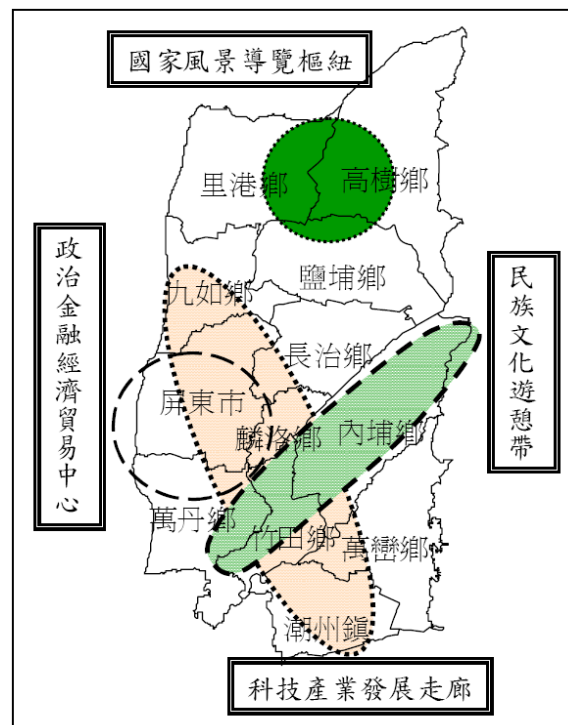 國家風景導覽樞紐
里港鄉
高樹鄉
鹽埔鄉
九如鄉
長治鄉
屏東市
麟洛鄉
內埔鄉
萬丹鄉
竹田鄉
萬巒鄉
潮州鎮
政治金融經濟貿易中心
民族文化遊憩帶
科技產業發展走廊